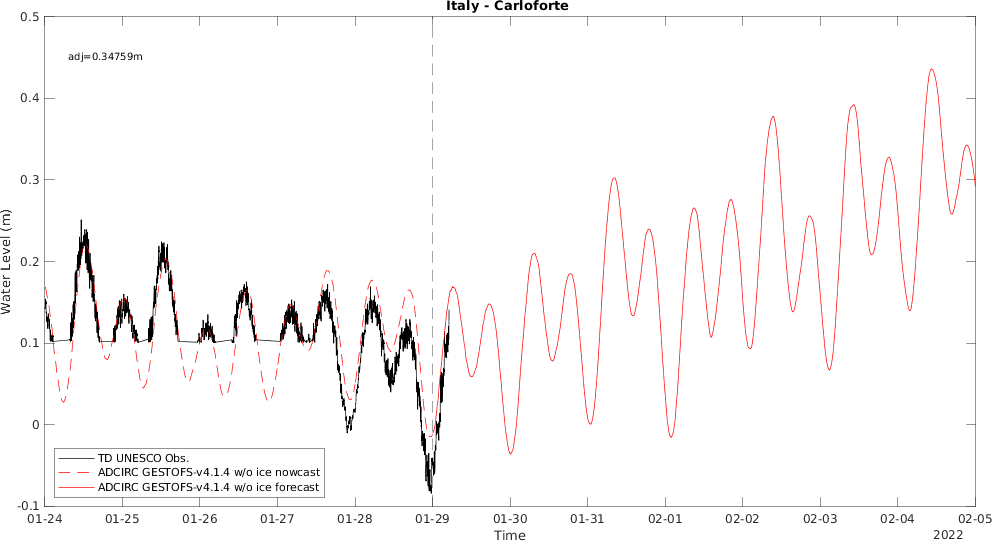 Italy - Carloforte
adj=0.34759m
0.5
0.4
0.3
0.2
0.1
0
-0.1
Water Level (m)
TD UNESCO Obs.
ADCIRC GESTOFS-v4.1.4 w/o ice nowcast
ADCIRC GESTOFS-v4.1.4 w/o ice forecast
01-24 01-25 01-26 01-27 01-28 01-29 01-30 01-31 02-01 02-02 02-03 02-04 02-05
Time
2022